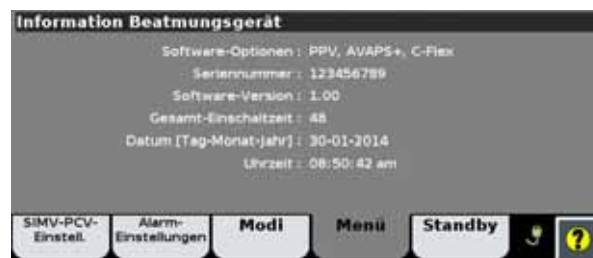 Information Beatmungsgerät
Software-Optionen : PPV, AVAPS+, C-Flex
Seriennummer : 123456789
Software-Version : 1.00
Gesamt-Einschaltzeit : 48
Datum [Tag-Monat-Jahr] : 30-01-2014
Uhrzeit : 08:50:42 am
SIMV-PCV-
Einstell.
Alarm-
Einstellungen
Modi
Menü
Standby
?